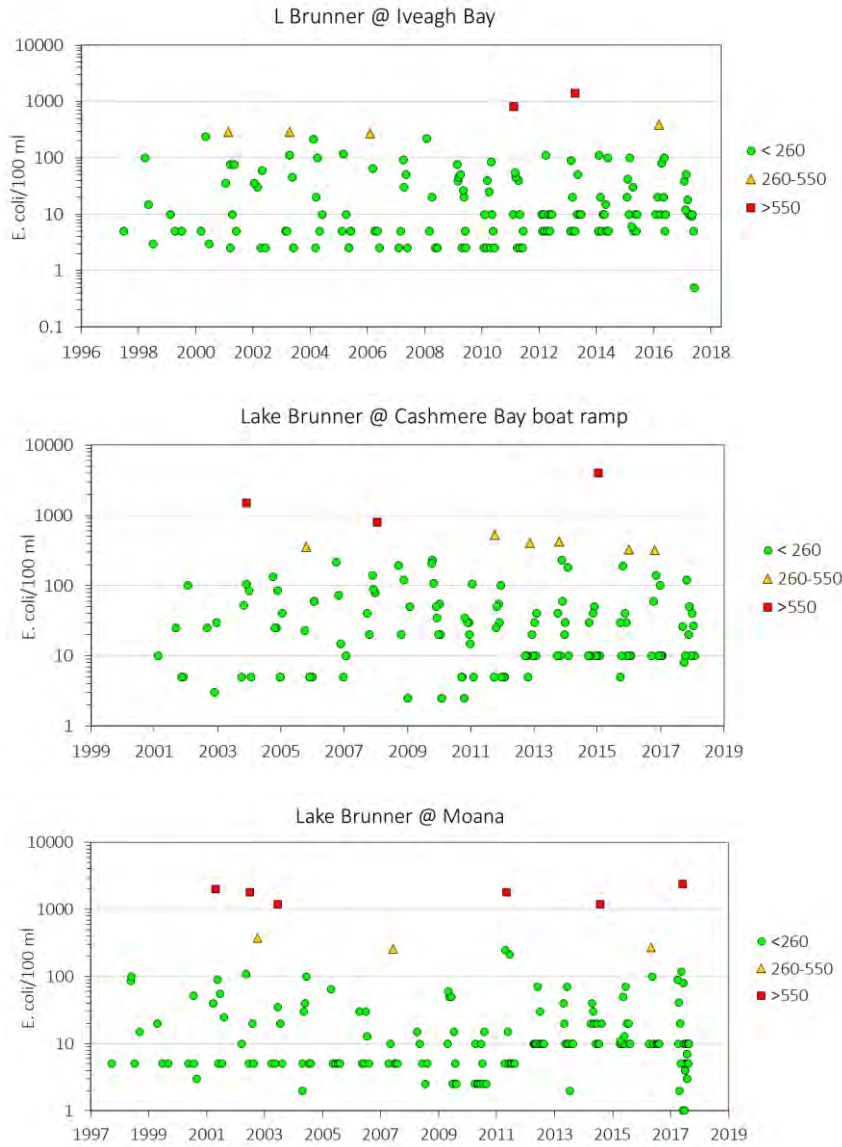 L Brunner @ Iveagh Bay
10000
1000
100
10
1
0.1
E. coli/100 ml
1996 1998 2000 2002 2004 2006 2008 2010 2012 2014 2016 2018
< 260
260-550
>550
Lake Brunner @ Cashmere Bay boat ramp
10000
1000
100
10
1
E. coli/100 ml
1999 2001 2003 2005 2007 2009 2011 2013 2015 2017 2019
< 260
260-550
>550
Lake Brunner @ Moana
10000
1000
100
10
1
E. coli/100 ml
1997 1999 2001 2003 2005 2007 2009 2011 2013 2015 2017 2019
<260
260-550
>550